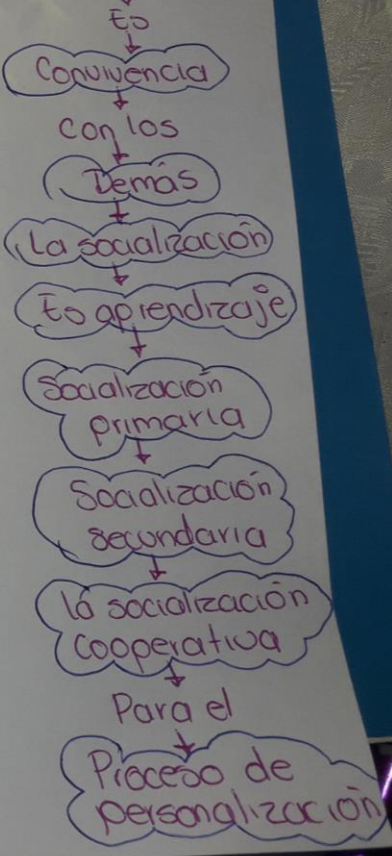 Es
Convivencia
con los
Demás
La socialización
Es aprendizaje
Socialización
primaria
Socialización
secundaria
la socialización
cooperativa
Para el
Proceso de
personalización